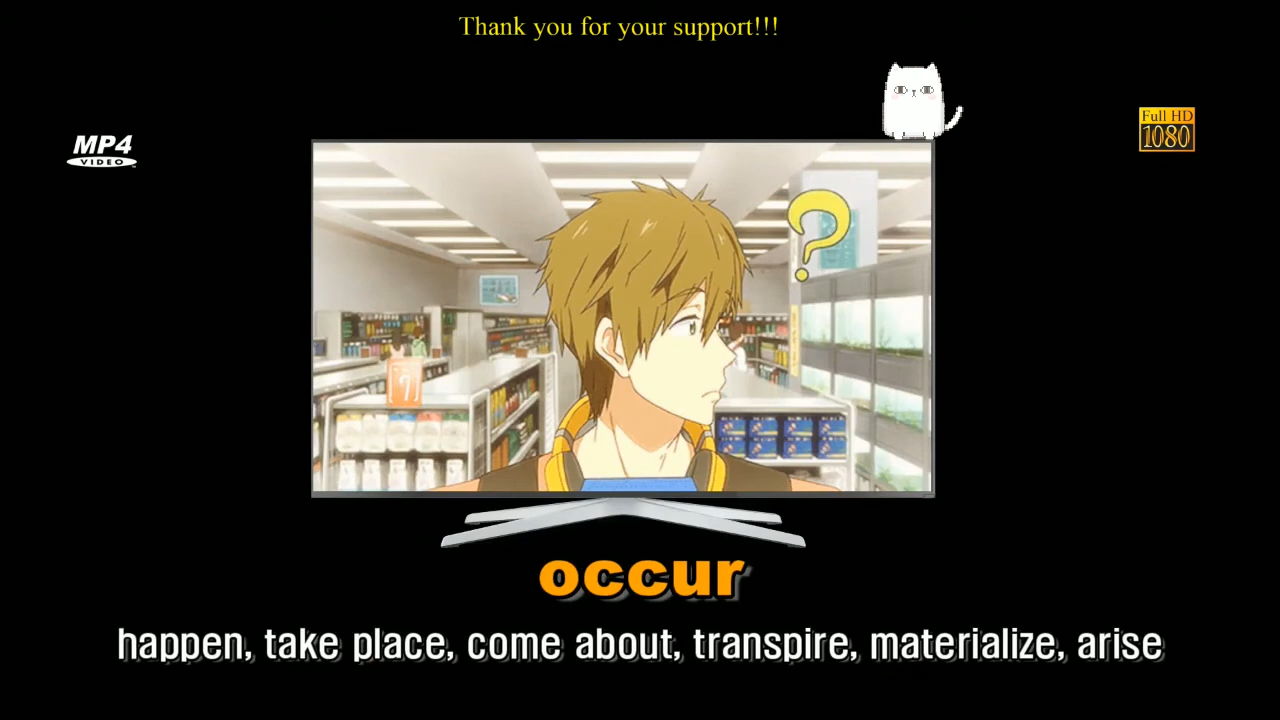 Thank you for your support!!!
MP4
VIDEO
Full HD
1080
?
7
occur
happen, take place, come about, transpire, materialize, arise